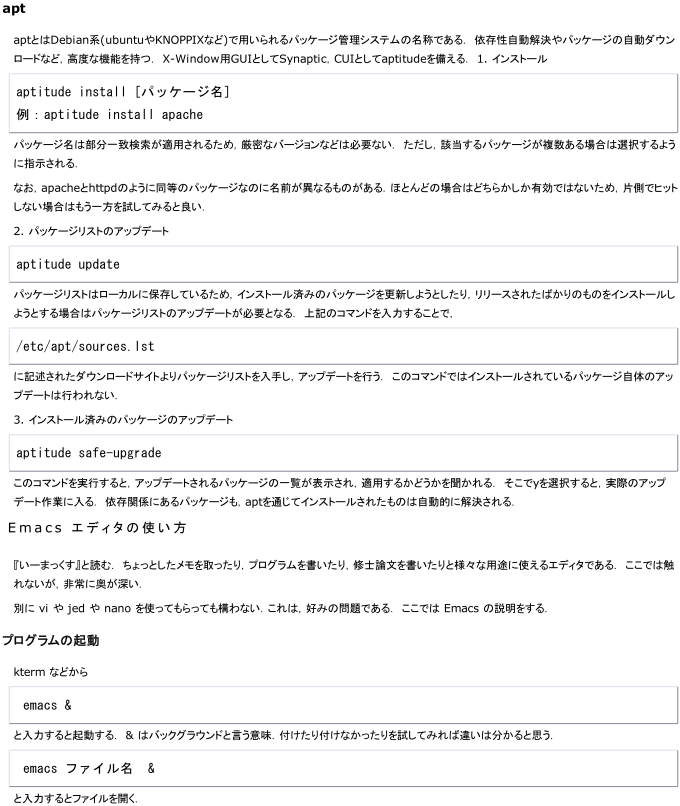 apt
aptとはDebian系(ubuntuやKNOPPIXなど)で用いられるパッケージ管理システムの名称である. 依存性自動解決やパッケージの自動ダウン
ロードなど, 高度な機能を持つ. X-Window用GUIとしてSynaptic, CUIとしてaptitudeを備える. 1. インストール
aptitude install [パッケージ名]
例：aptitude install apache
パッケージ名は部分一致検索が適用されるため, 厳密なバージョンなどは必要ない. ただし, 該当するパッケージが複数ある場合は選択するよう
に指示される.
なお, apacheとhttpdのように同等のパッケージなのに名前が異なるものがある. ほとんどの場合はどちらかしか有効ではないため, 片側でヒット
しない場合はもう一方を試してみると良い.
2. パッケージリストのアップデート
aptitude update
パッケージリストはローカルに保存しているため, インストール済みのパッケージを更新しようとしたり, リリースされたばかりのものをインストールし
ようとする場合はパッケージリストのアップデートが必要となる. 上記のコマンドを入力することで,
/etc/apt/sources.lst
に記述されたダウンロードサイトよりパッケージリストを入手し, アップデートを行う. このコマンドではインストールされているパッケージ自体のアッ
プデートは行われない.
3. インストール済みのパッケージのアップデート
aptitude safe-upgrade
このコマンドを実行すると, アップデートされるパッケージの一覧が表示され, 適用するかどうかを聞かれる. そこでyを選択すると, 実際のアップ
デート作業に入る. 依存関係にあるパッケージも, aptを通じてインストールされたものは自動的に解決される.
Emacs エディタの使い方
『いーまっくす』と読む. ちょっとしたメモを取ったり, プログラムを書いたり, 修士論文を書いたりと様々な用途に使えるエディタである. ここでは触
れないが, 非常に奥が深い.
別に vi や jed や nano を使ってもらっても構わない. これは, 好みの問題である. ここでは Emacs の説明をする.
プログラムの起動
kterm などから
emacs &
と入力すると起動する. & はバックグラウンドと言う意味. 付けたり付けなかったりを試してみれば違いは分かると思う.
emacs ファイル名 &
と入力するとファイルを開く.